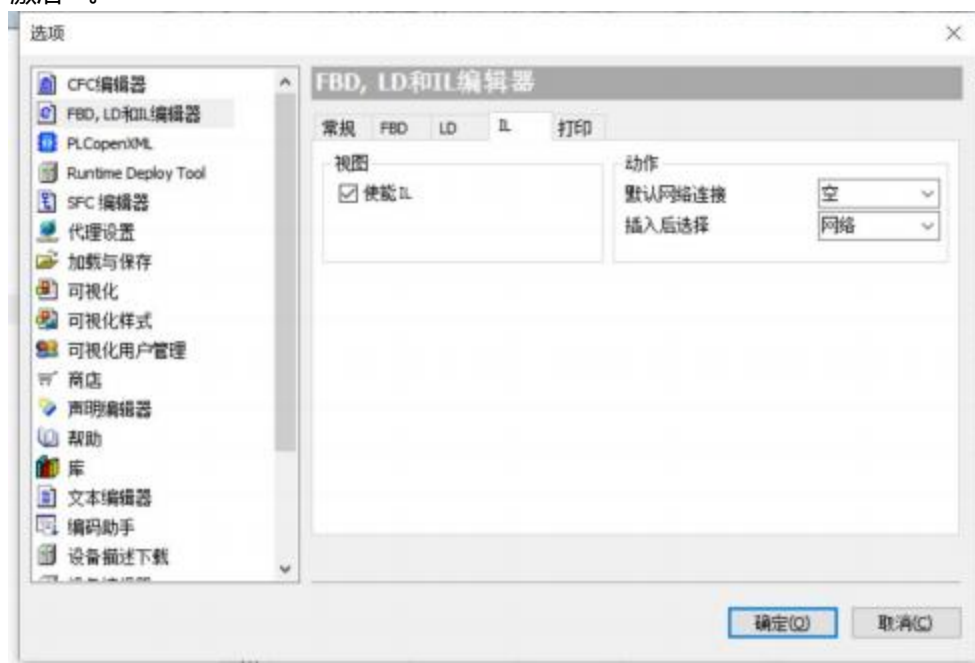 选项
CFC编辑器
FBD, LD和IL编辑器
PLCopenXML
Runtime Deploy Tool
SFC 编辑器
代理设置
加载与保存
可视化
可视化样式
可视化用户管理
商店
声明编辑器
帮助
库
文本编辑器
编码助手
设备描述下载
FBD, LD和IL编辑器
常规 FBD LD IL 打印
视图
使能 IL
动作
默认网络连接 空
插入后选择 网络
确定(O) 取消(C)